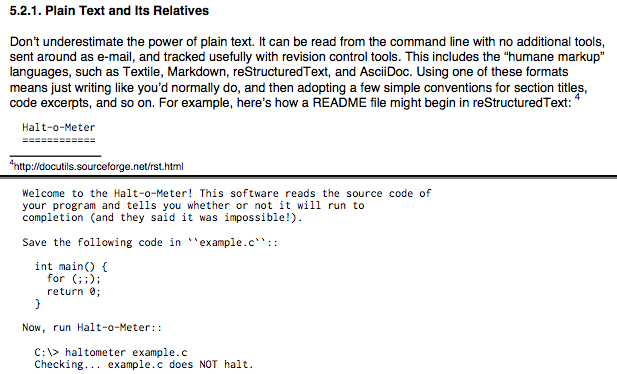 5.2.1. Plain Text and Its Relatives
Don’t underestimate the power of plain text. It can be read from the command line with no additional tools,
sent around as e-mail, and tracked usefully with revision control tools. This includes the “humane markup”
languages, such as Textile, Markdown, reStructuredText, and AsciiDoc. Using one of these formats
means just writing like you’d normally do, and then adopting a few simple conventions for section titles,
code excerpts, and so on. For example, here’s how a README file might begin in reStructuredText: 4
Halt-o-Meter
============
4http://docutils.sourceforge.net/rst.html
Welcome to the Halt-o-Meter! This software reads the source code of
your program and tells you whether or not it will run to
completion (and they said it was impossible!).
Save the following code in ``example.c``::
int main() {
for (;;);
return 0;
}
Now, run Halt-o-Meter::
C:\> haltometer example.c
Checking... example.c does NOT halt.